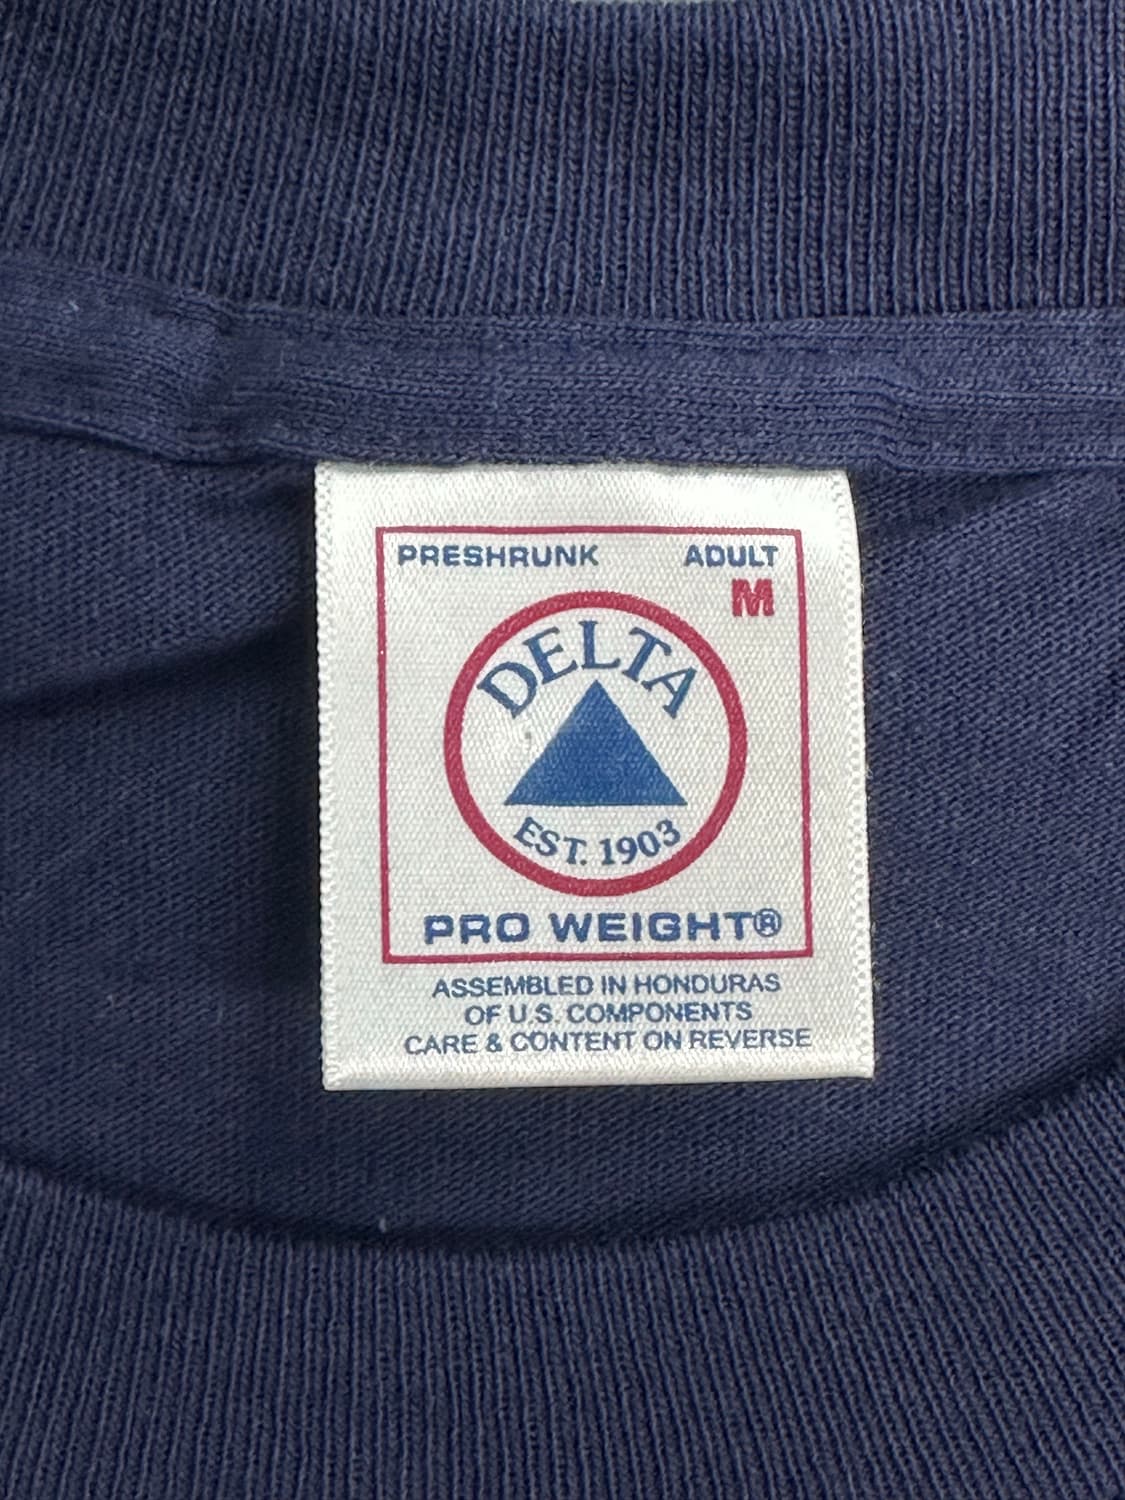 PRESHRUNK ADULT
M
DELTA
EST. 1903
PRO WEIGHT®
ASSEMBLED IN HONDURAS
OF U.S. COMPONENTS
CARE & CONTENT ON REVERSE